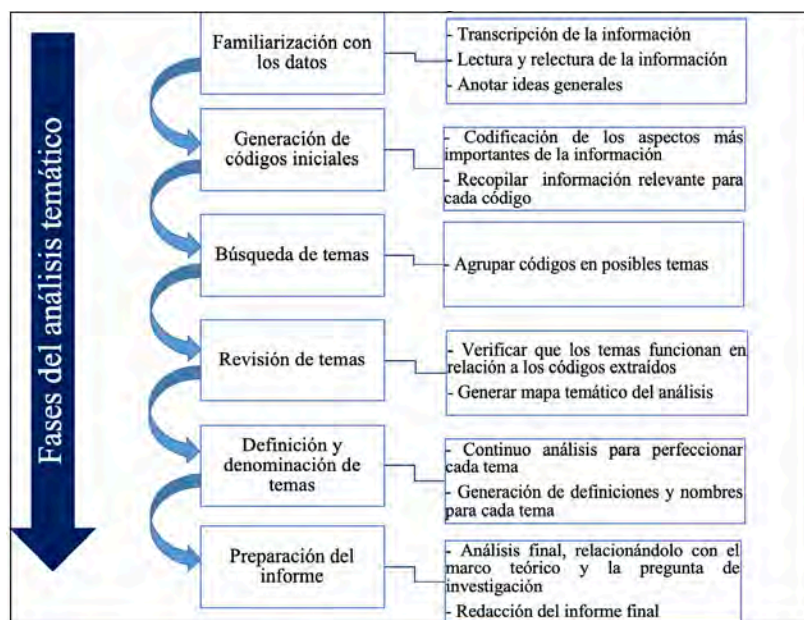 Fases del análisis temático
Familiarización con
los datos
- Transcripción de la información
- Lectura y relectura de la información
- Anotar ideas generales
Generación de
códigos iniciales
- Codificación de los aspectos más
importantes de la información
- Recopilar información relevante para
cada código
Búsqueda de temas
- Agrupar códigos en posibles temas
Revisión de temas
- Verificar que los temas funcionan en
relación a los códigos extraídos
- Generar mapa temático del análisis
Definición y
denominación de
temas
- Continuo análisis para perfeccionar
cada tema
- Generación de definiciones y nombres
para cada tema
Preparación del
informe
- Análisis final, relacionándolo con el
marco teórico y la pregunta de
investigación
- Redacción del informe final